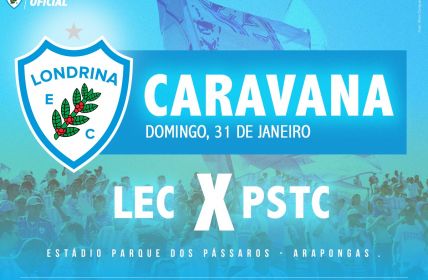 OFICIAL
LONDRINA
E C
CARAVANA
DOMINGO, 31 DE JANEIRO
LEC X PSTC
ESTÁDIO PARQUE DOS PÁSSAROS - ARAPONGAS.